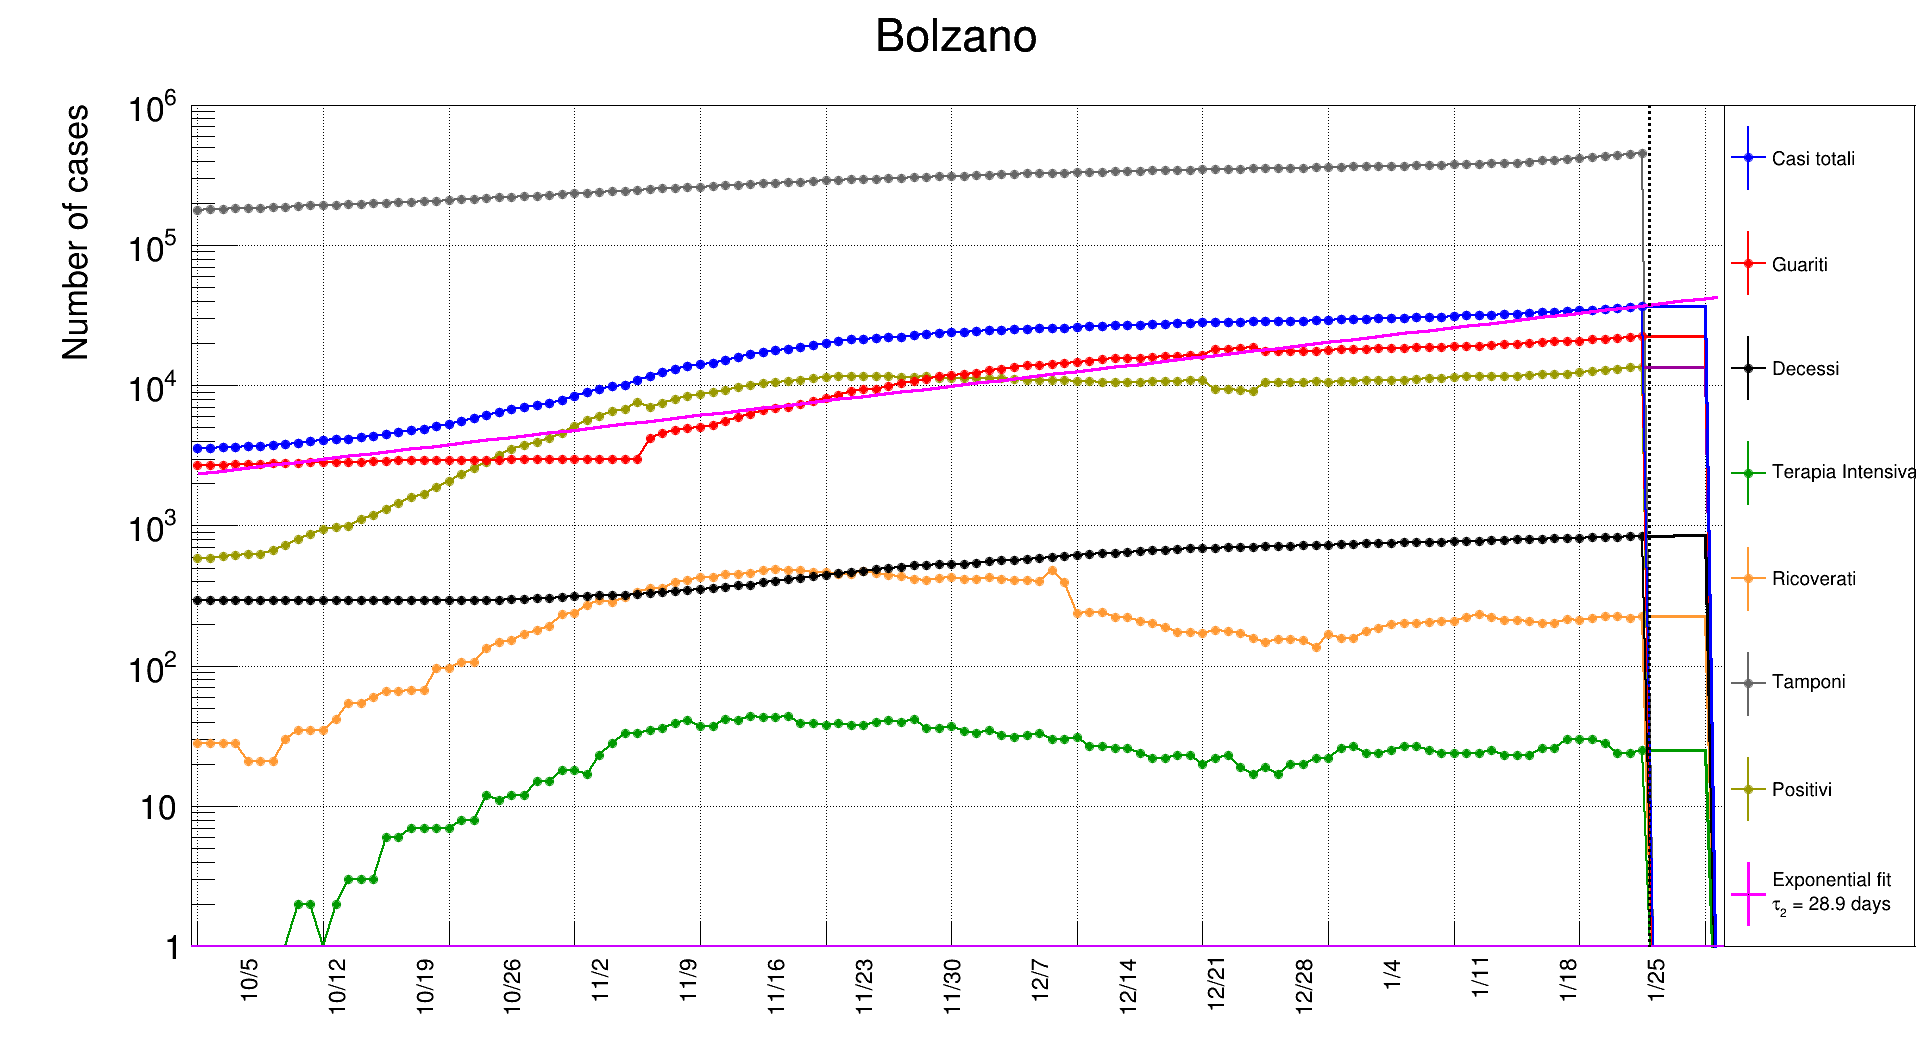 Bolzano
Number of cases
10^6
10^5
10^4
10^3
10^2
10
1
10/5
10/12
10/19
10/26
11/2
11/9
11/16
11/23
11/30
12/7
12/14
12/21
12/28
1/4
1/11
1/18
1/25
Casi totali
Guariti
Decessi
Terapia Intensiva
Ricoverati
Tamponi
Positivi
Exponential fit
τ₂ = 28.9 days